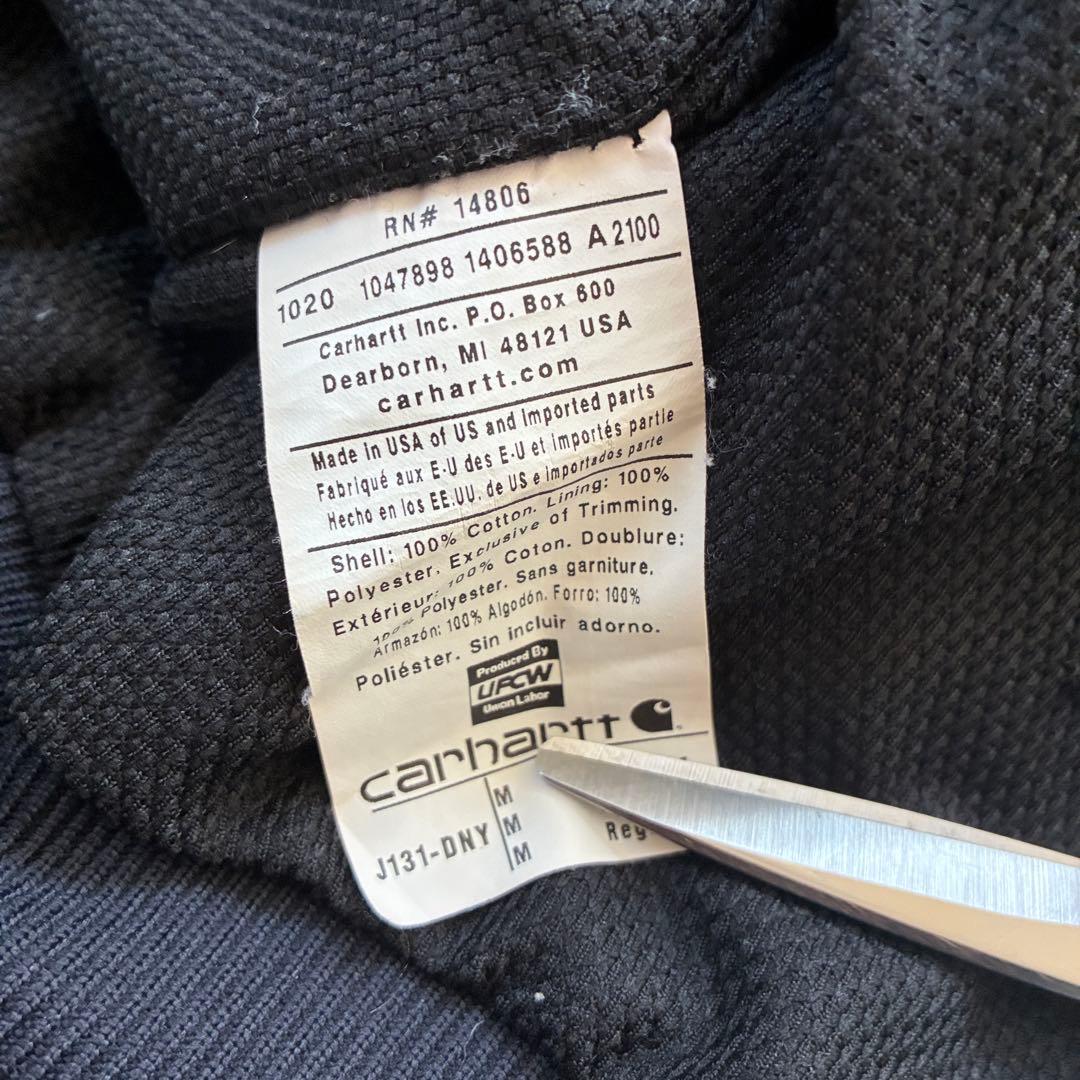 RN# 14806
1020 1047898 1406588 A 2100
Carhartt Inc. P.O. Box 600
Dearborn, MI 48121 USA
carhartt.com
Made in USA of US and Imported parts
Fabriqué aux E-U des E-U et importés partie
Hecho en los EE.UU. de US e importados parte
Shell: 100% Cotton. Lining: 100%
Polyester. Exclusive of Trimming.
Extérieur: 100% Coton. Doublure:
100% Polyester. Sans garniture.
Armazón: 100% Algodón. Forro: 100%
Poliéster. Sin incluir adorno.
Produced By
UFCW
Union Labor
carhartt
J131-DNY
M
M
M
Reg